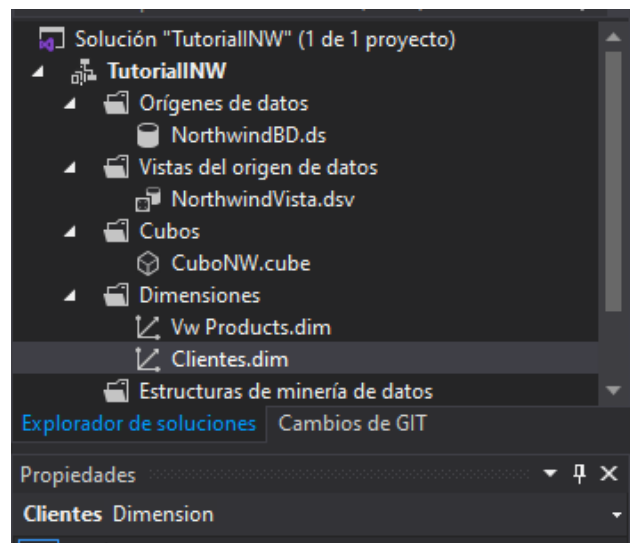 Solución "TutorialINW" (1 de 1 proyecto)
TutorialINW
Orígenes de datos
NorthwindBD.ds
Vistas del origen de datos
NorthwindVista.dsv
Cubos
CuboNW.cube
Dimensiones
Vw Products.dim
Clientes.dim
Estructuras de minería de datos
Explorador de soluciones Cambios de GIT
Propiedades
Clientes Dimension